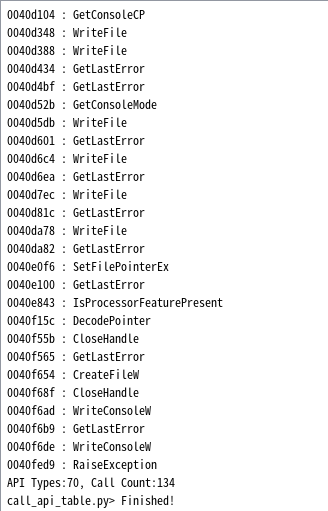 0040d104 : GetConsoleCP
0040d348 : WriteFile
0040d388 : WriteFile
0040d434 : GetLastError
0040d4bf : GetLastError
0040d52b : GetConsoleMode
0040d5db : WriteFile
0040d601 : GetLastError
0040d6c4 : WriteFile
0040d6ea : GetLastError
0040d7ec : WriteFile
0040d81c : GetLastError
0040da78 : WriteFile
0040da82 : GetLastError
0040e0f6 : SetFilePointerEx
0040e100 : GetLastError
0040e843 : IsProcessorFeaturePresent
0040f15c : DecodePointer
0040f55b : CloseHandle
0040f565 : GetLastError
0040f654 : CreateFileW
0040f68f : CloseHandle
0040f6ad : WriteConsoleW
0040f6b9 : GetLastError
0040f6de : WriteConsoleW
0040fed9 : RaiseException
API Types:70, Call Count:134
call_api_table.py> Finished!